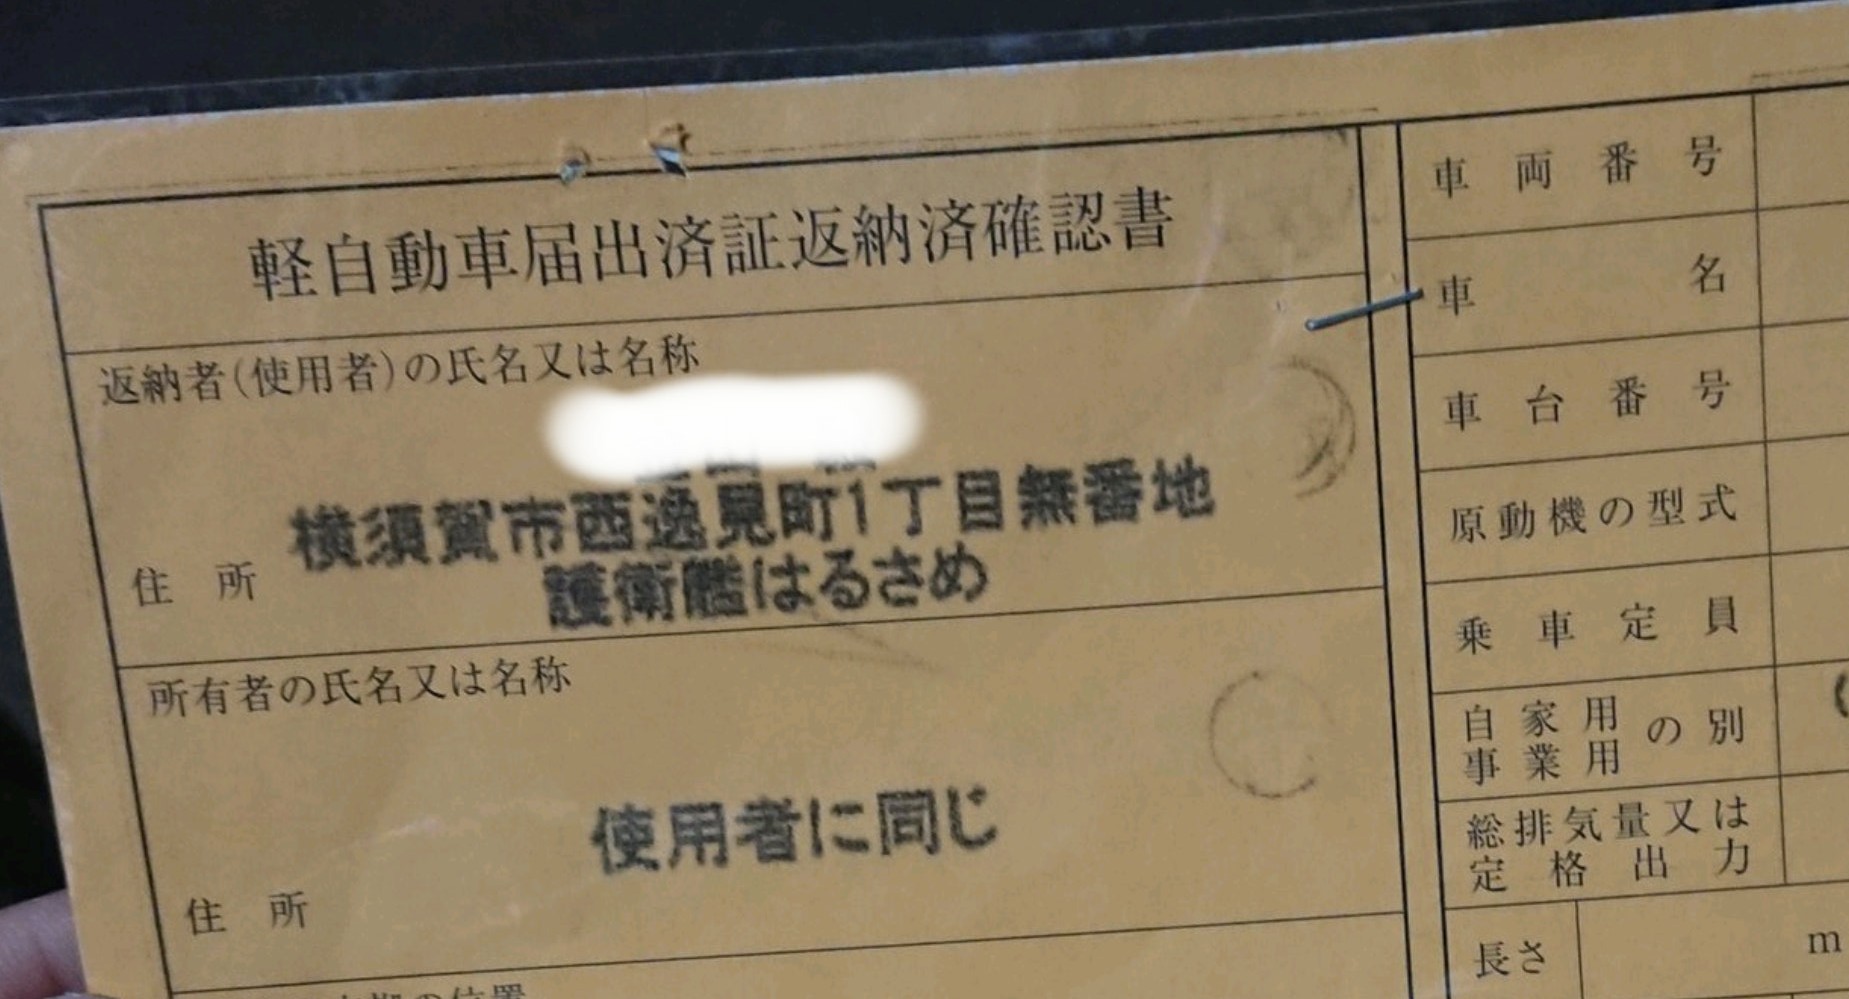 軽自動車届出済証返納済確認書
返納者(使用者)の氏名又は名称
横須賀市西逸見町1丁目無番地
護衛艦はるさめ
住所
所有者の氏名又は名称
使用者に同じ
住所
の位置
車両番号
車名
車台番号
原動機の型式
乗車定員
自家用
事業用
の別
総排気量又は
定格出力
長さ
m